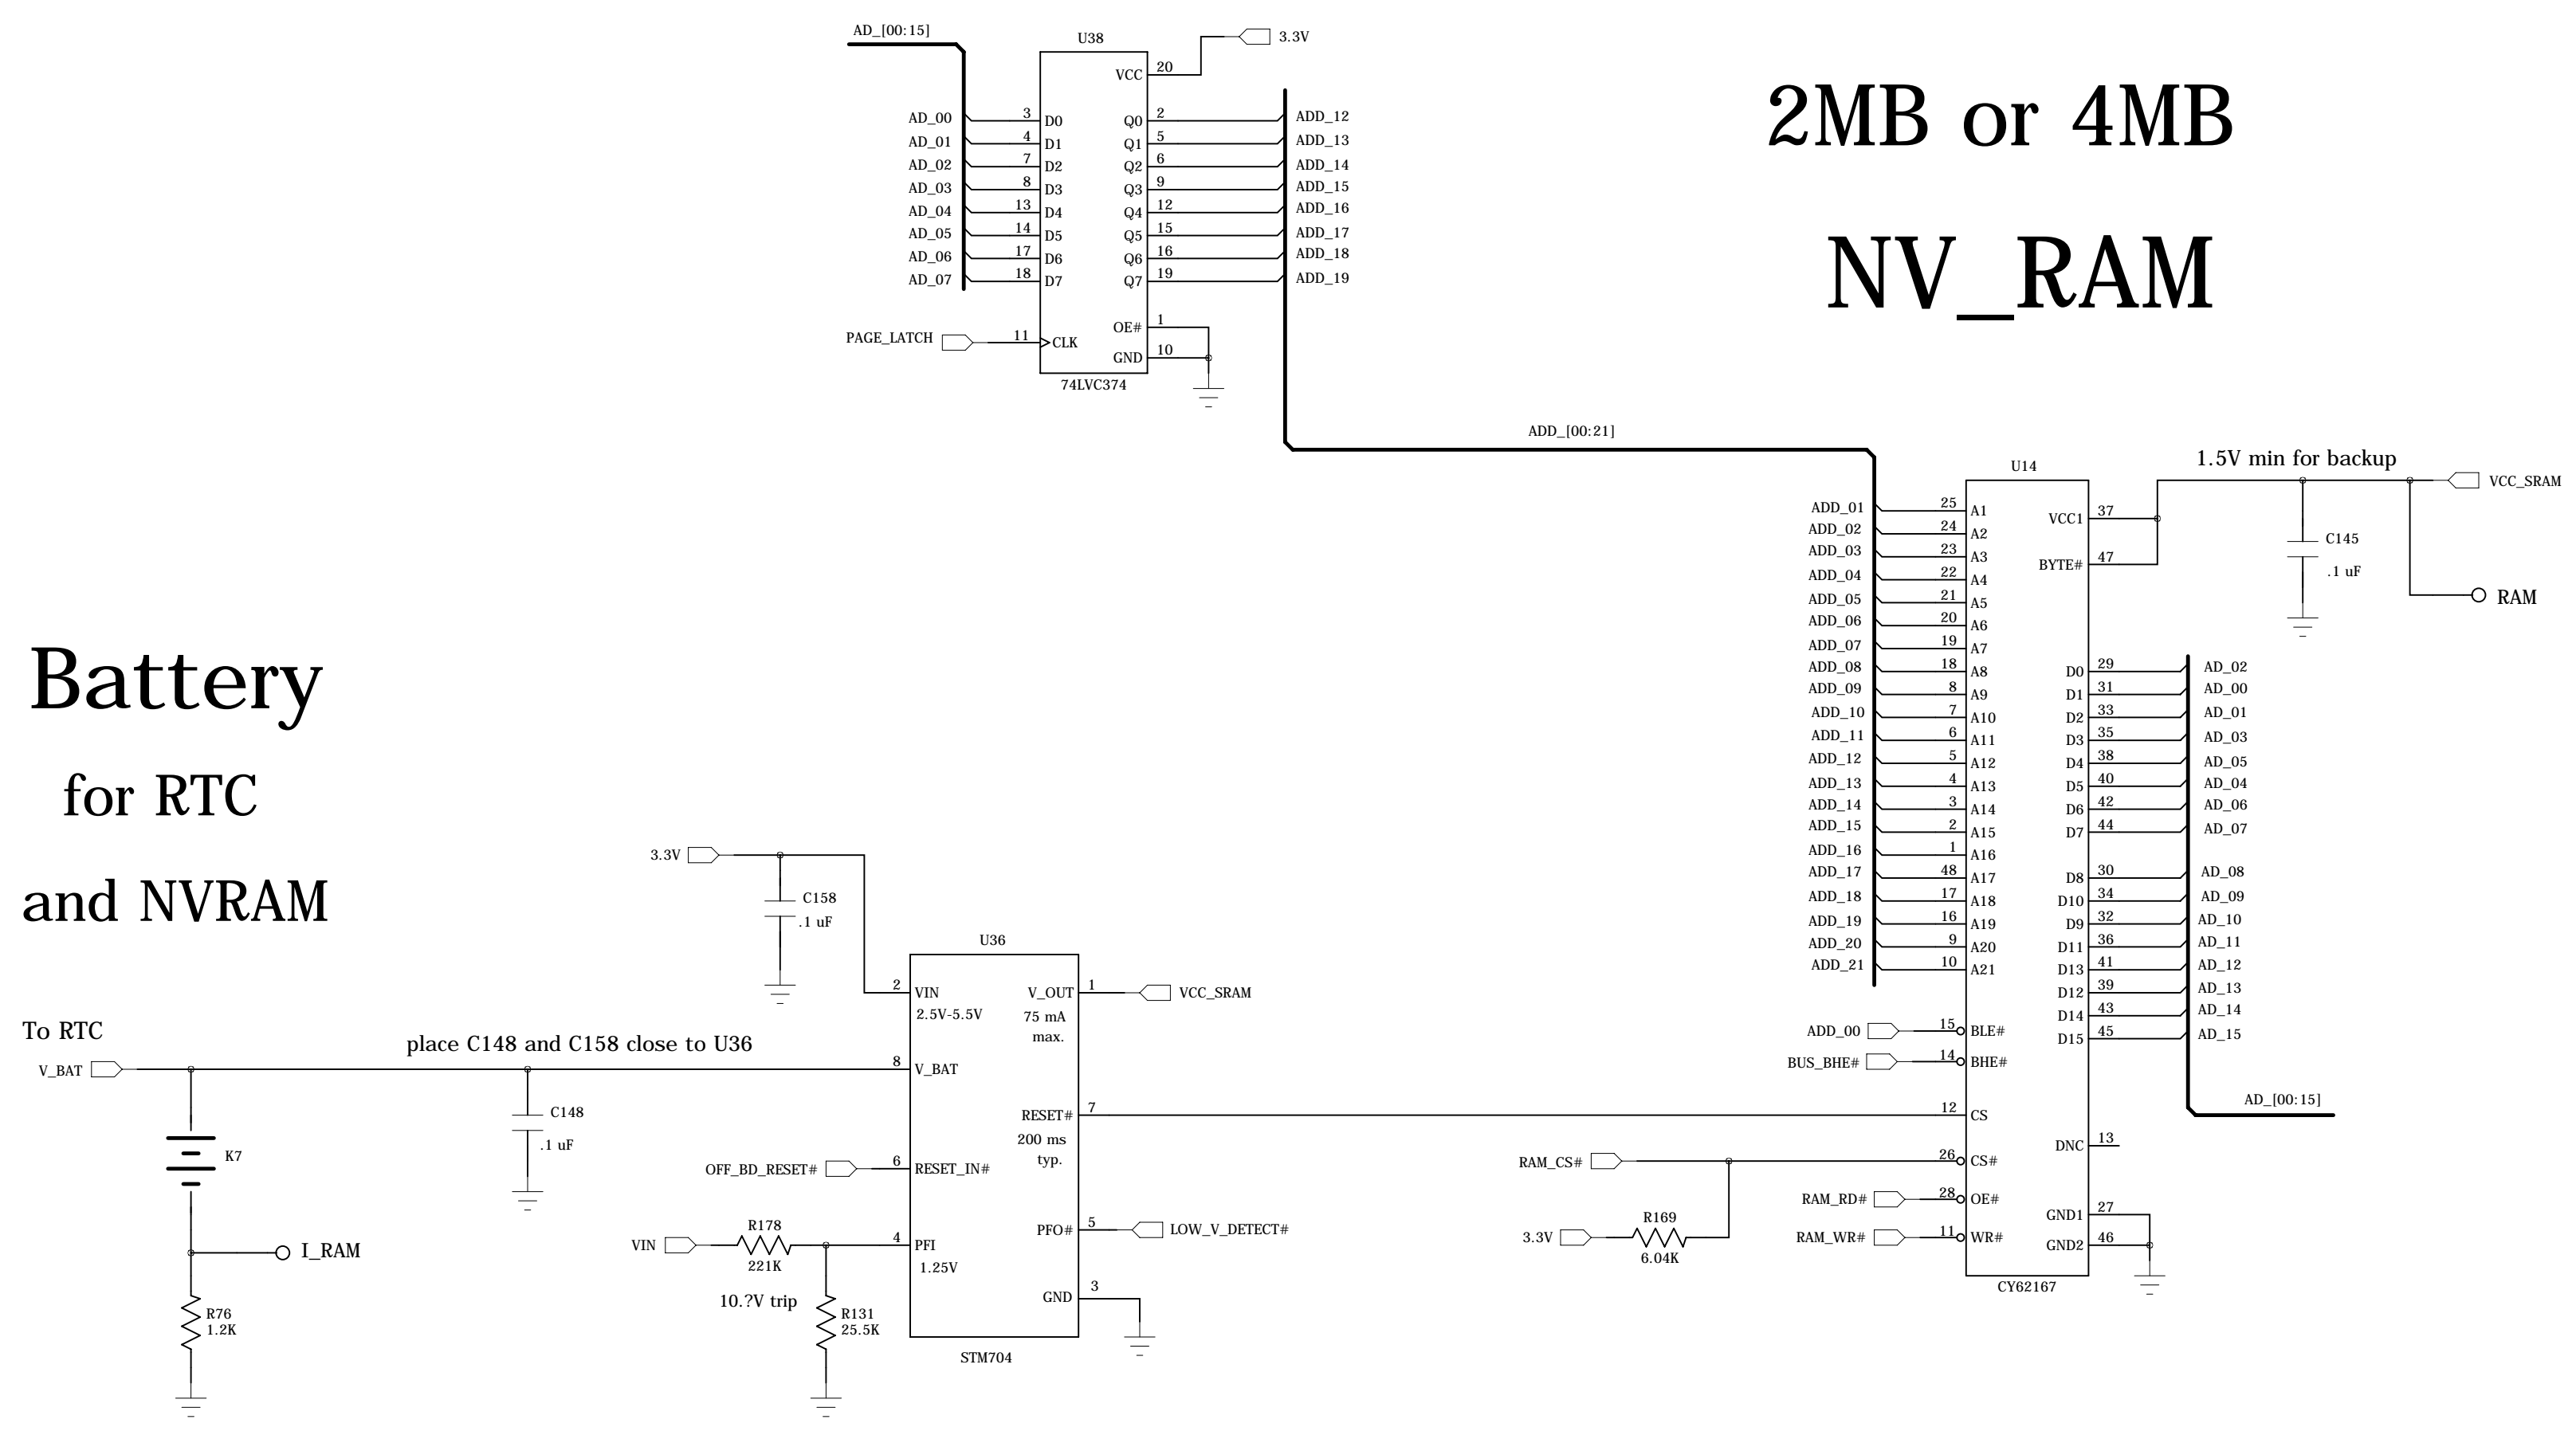 AD_[00:15]
U38
3.3V
VCC
20
AD_00 3 D0 Q0 2 ADD_12
AD_01 4 D1 Q1 5 ADD_13
AD_02 7 D2 Q2 6 ADD_14
AD_03 8 D3 Q3 9 ADD_15
AD_04 13 D4 Q4 12 ADD_16
AD_05 14 D5 Q5 15 ADD_17
AD_06 17 D6 Q6 16 ADD_18
AD_07 18 D7 Q7 19 ADD_19
OE# 1
PAGE_LATCH 11 CLK
GND 10
74LVC374
2MB or 4MB
NV_RAM
ADD_[00:21]
U14
1.5V min for backup
VCC_SRAM
VCC1 37
BYTE# 47
C145
.1 uF
RAM
ADD_01 25 A1
ADD_02 24 A2
ADD_03 23 A3
ADD_04 22 A4
ADD_05 21 A5
ADD_06 20 A6
ADD_07 19 A7
ADD_08 18 A8
ADD_09 8 A9
ADD_10 7 A10
ADD_11 6 A11
ADD_12 5 A12
ADD_13 4 A13
ADD_14 3 A14
ADD_15 2 A15
ADD_16 1 A16
ADD_17 48 A17
ADD_18 17 A18
ADD_19 16 A19
ADD_20 9 A20
ADD_21 10 A21
D0 29 AD_02
D1 31 AD_00
D2 33 AD_01
D3 35 AD_03
D4 38 AD_05
D5 40 AD_04
D6 42 AD_06
D7 44 AD_07
D8 30 AD_08
D10 34 AD_09
D9 32 AD_10
D11 36 AD_11
D13 41 AD_12
D12 39 AD_13
D14 43 AD_14
D15 45 AD_15
AD_[00:15]
ADD_00 15 BLE#
BUS_BHE# 14 BHE#
12 CS
DNC 13
RAM_CS# 26 CS#
RAM_RD# 28 OE#
RAM_WR# 11 WR#
3.3V
R169
6.04K
GND1 27
GND2 46
CY62167
Battery
for RTC
and NVRAM
3.3V
C158
.1 uF
U36
2 VIN
2.5V-5.5V
V_OUT 1 VCC_SRAM
75 mA
max.
To RTC
place C148 and C158 close to U36
V_BAT
8 V_BAT
C148
.1 uF
RESET# 7
200 ms
typ.
K7
OFF_BD_RESET# 6 RESET_IN#
PFO# 5 LOW_V_DETECT#
VIN
R178
221K
4 PFI
1.25V
10.?V trip
I_RAM
R76
1.2K
R131
25.5K
GND 3
STM704